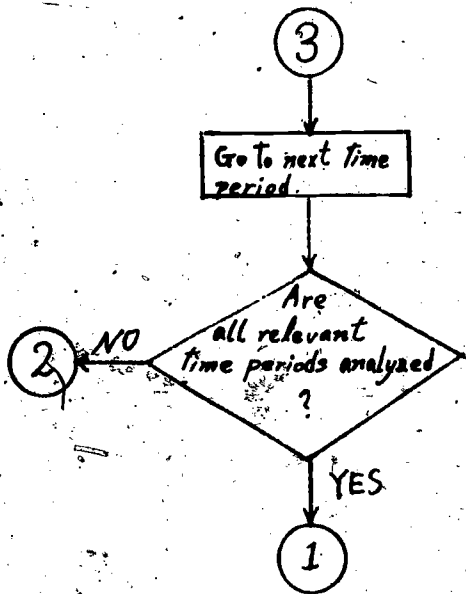 3
Go To next Time
period.
Are
all relevant
Time periods analyzed
?
NO
2
YES
1